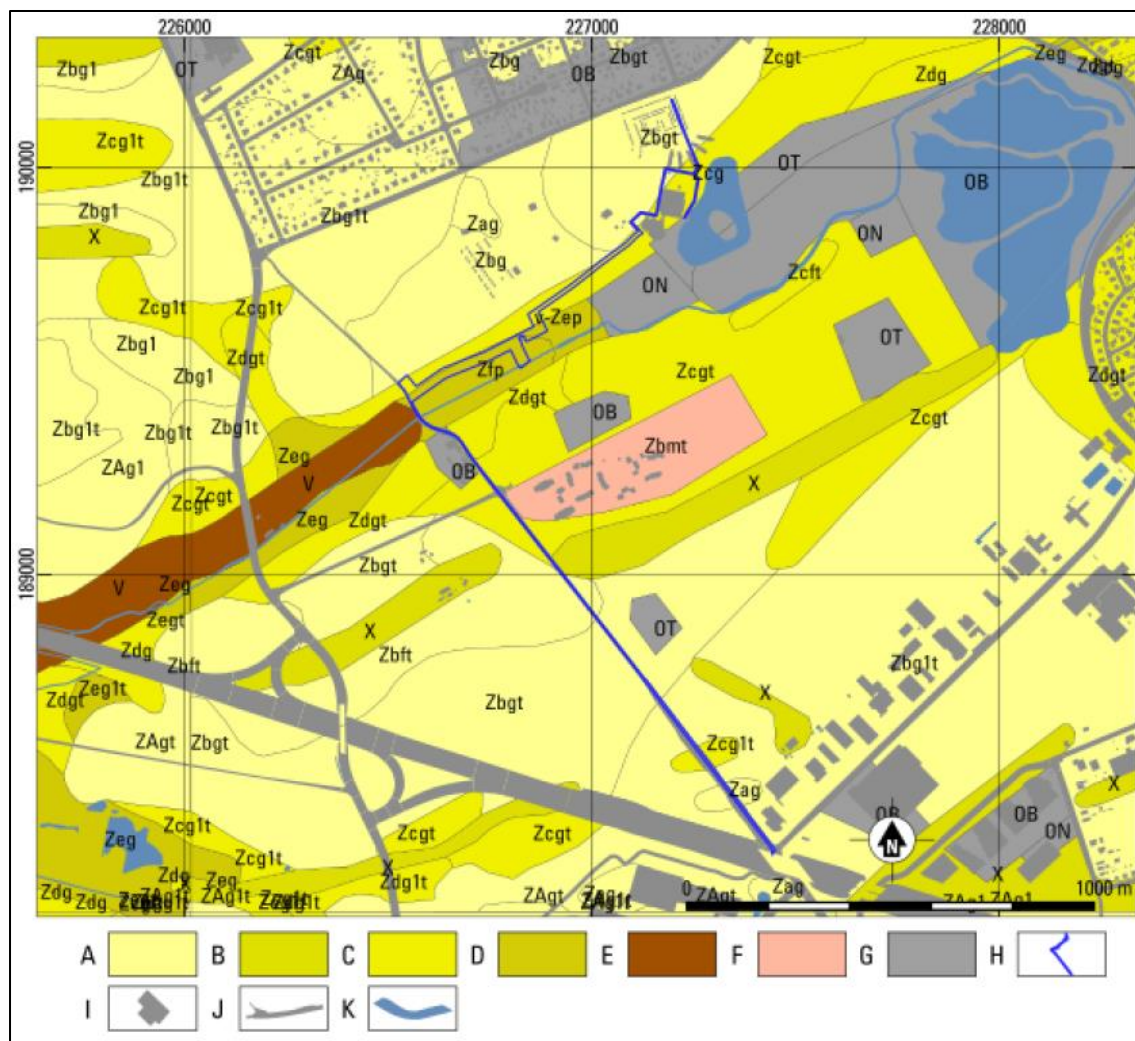 226000 227000 228000
Zbg1 OT Zcgt ZAg Zbg OB Zbgt Zcgt Zdg Zeg
190000
Zcg1t Zbgt Zcg OT OB
Zbg1t
Zbg1 Zbg1t Zag ON
X
Zbg Zcft
Zcg1t Zcg1t ON
v-Zep OT
Zbg1 Zdgt Zfp Zcgt Zdgt
Zbg1 Zdgt
Zbg1t Zbg1t Zbg1t OB Zcgt
Zbmt
ZAg1 Zeg OB
V X
Zcgt Zcgt Zeg Zdgt
Zbgt
189000
V Zeg
Zegt X OT
Zdg Zbft Zbft Zbg1t
Zdgt Zeg1t X
Zbgt
ZAgt Zbgt Zcg1t
Zag X
Zcg1t OB OB
Zeg Zcgt Zcgt ON
Zcg1t N
Zdg Zeg X Zdg1t X
Zdg Zdg ZAg1t ZAgt Zag
0 1000 m
A B C D E F G H
I J K